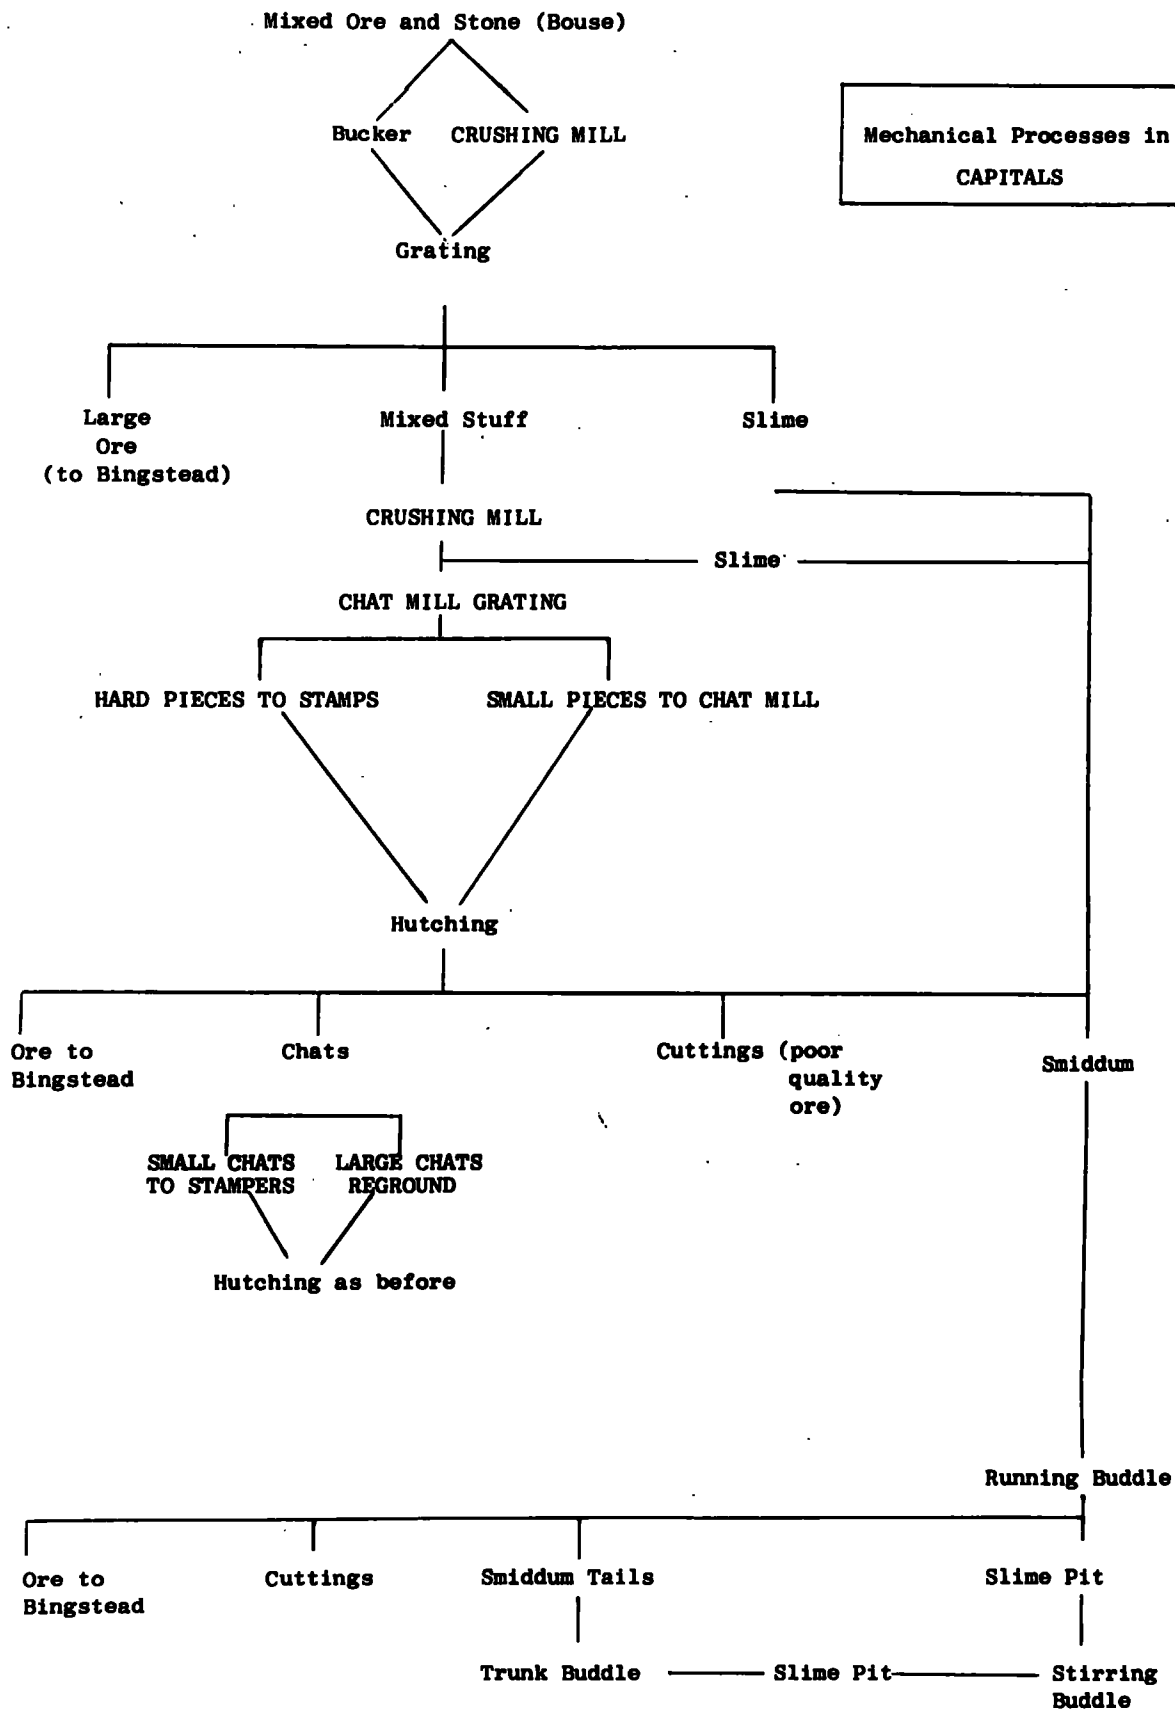 Mixed Ore and Stone (Bouse)
Bucker CRUSHING MILL
Mechanical Processes in
CAPITALS
Grating
Large
Ore
(to Bingstead)
Mixed Stuff
Slime
CRUSHING MILL
Slime
CHAT MILL GRATING
HARD PIECES TO STAMPS
SMALL PIECES TO CHAT MILL
Hutching
Ore to
Bingstead
Chats
Cuttings (poor
quality
ore)
Smiddum
SMALL CHATS
TO STAMPERS
LARGE CHATS
REGROUND
Hutching as before
Running Buddle
Ore to
Bingstead
Cuttings
Smiddum Tails
Slime Pit
Trunk Buddle
Slime Pit
Stirring
Buddle